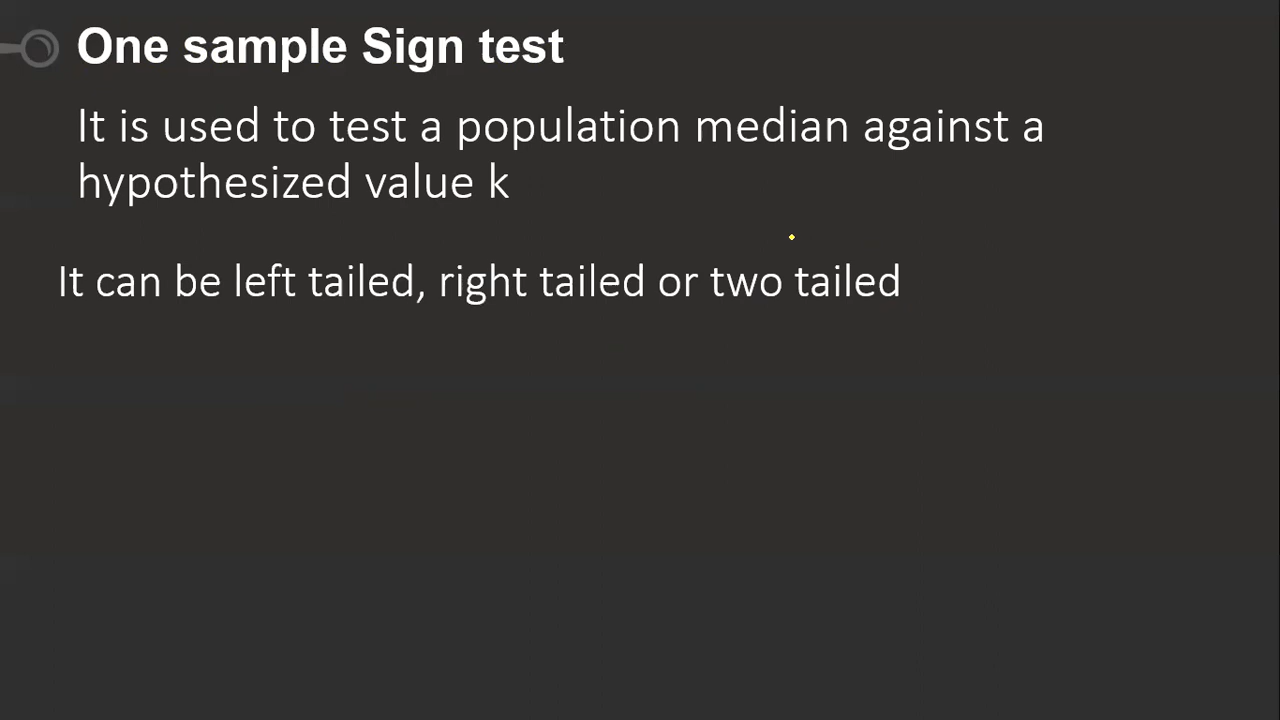 One sample Sign test
It is used to test a population median against a
hypothesized value k
It can be left tailed, right tailed or two tailed